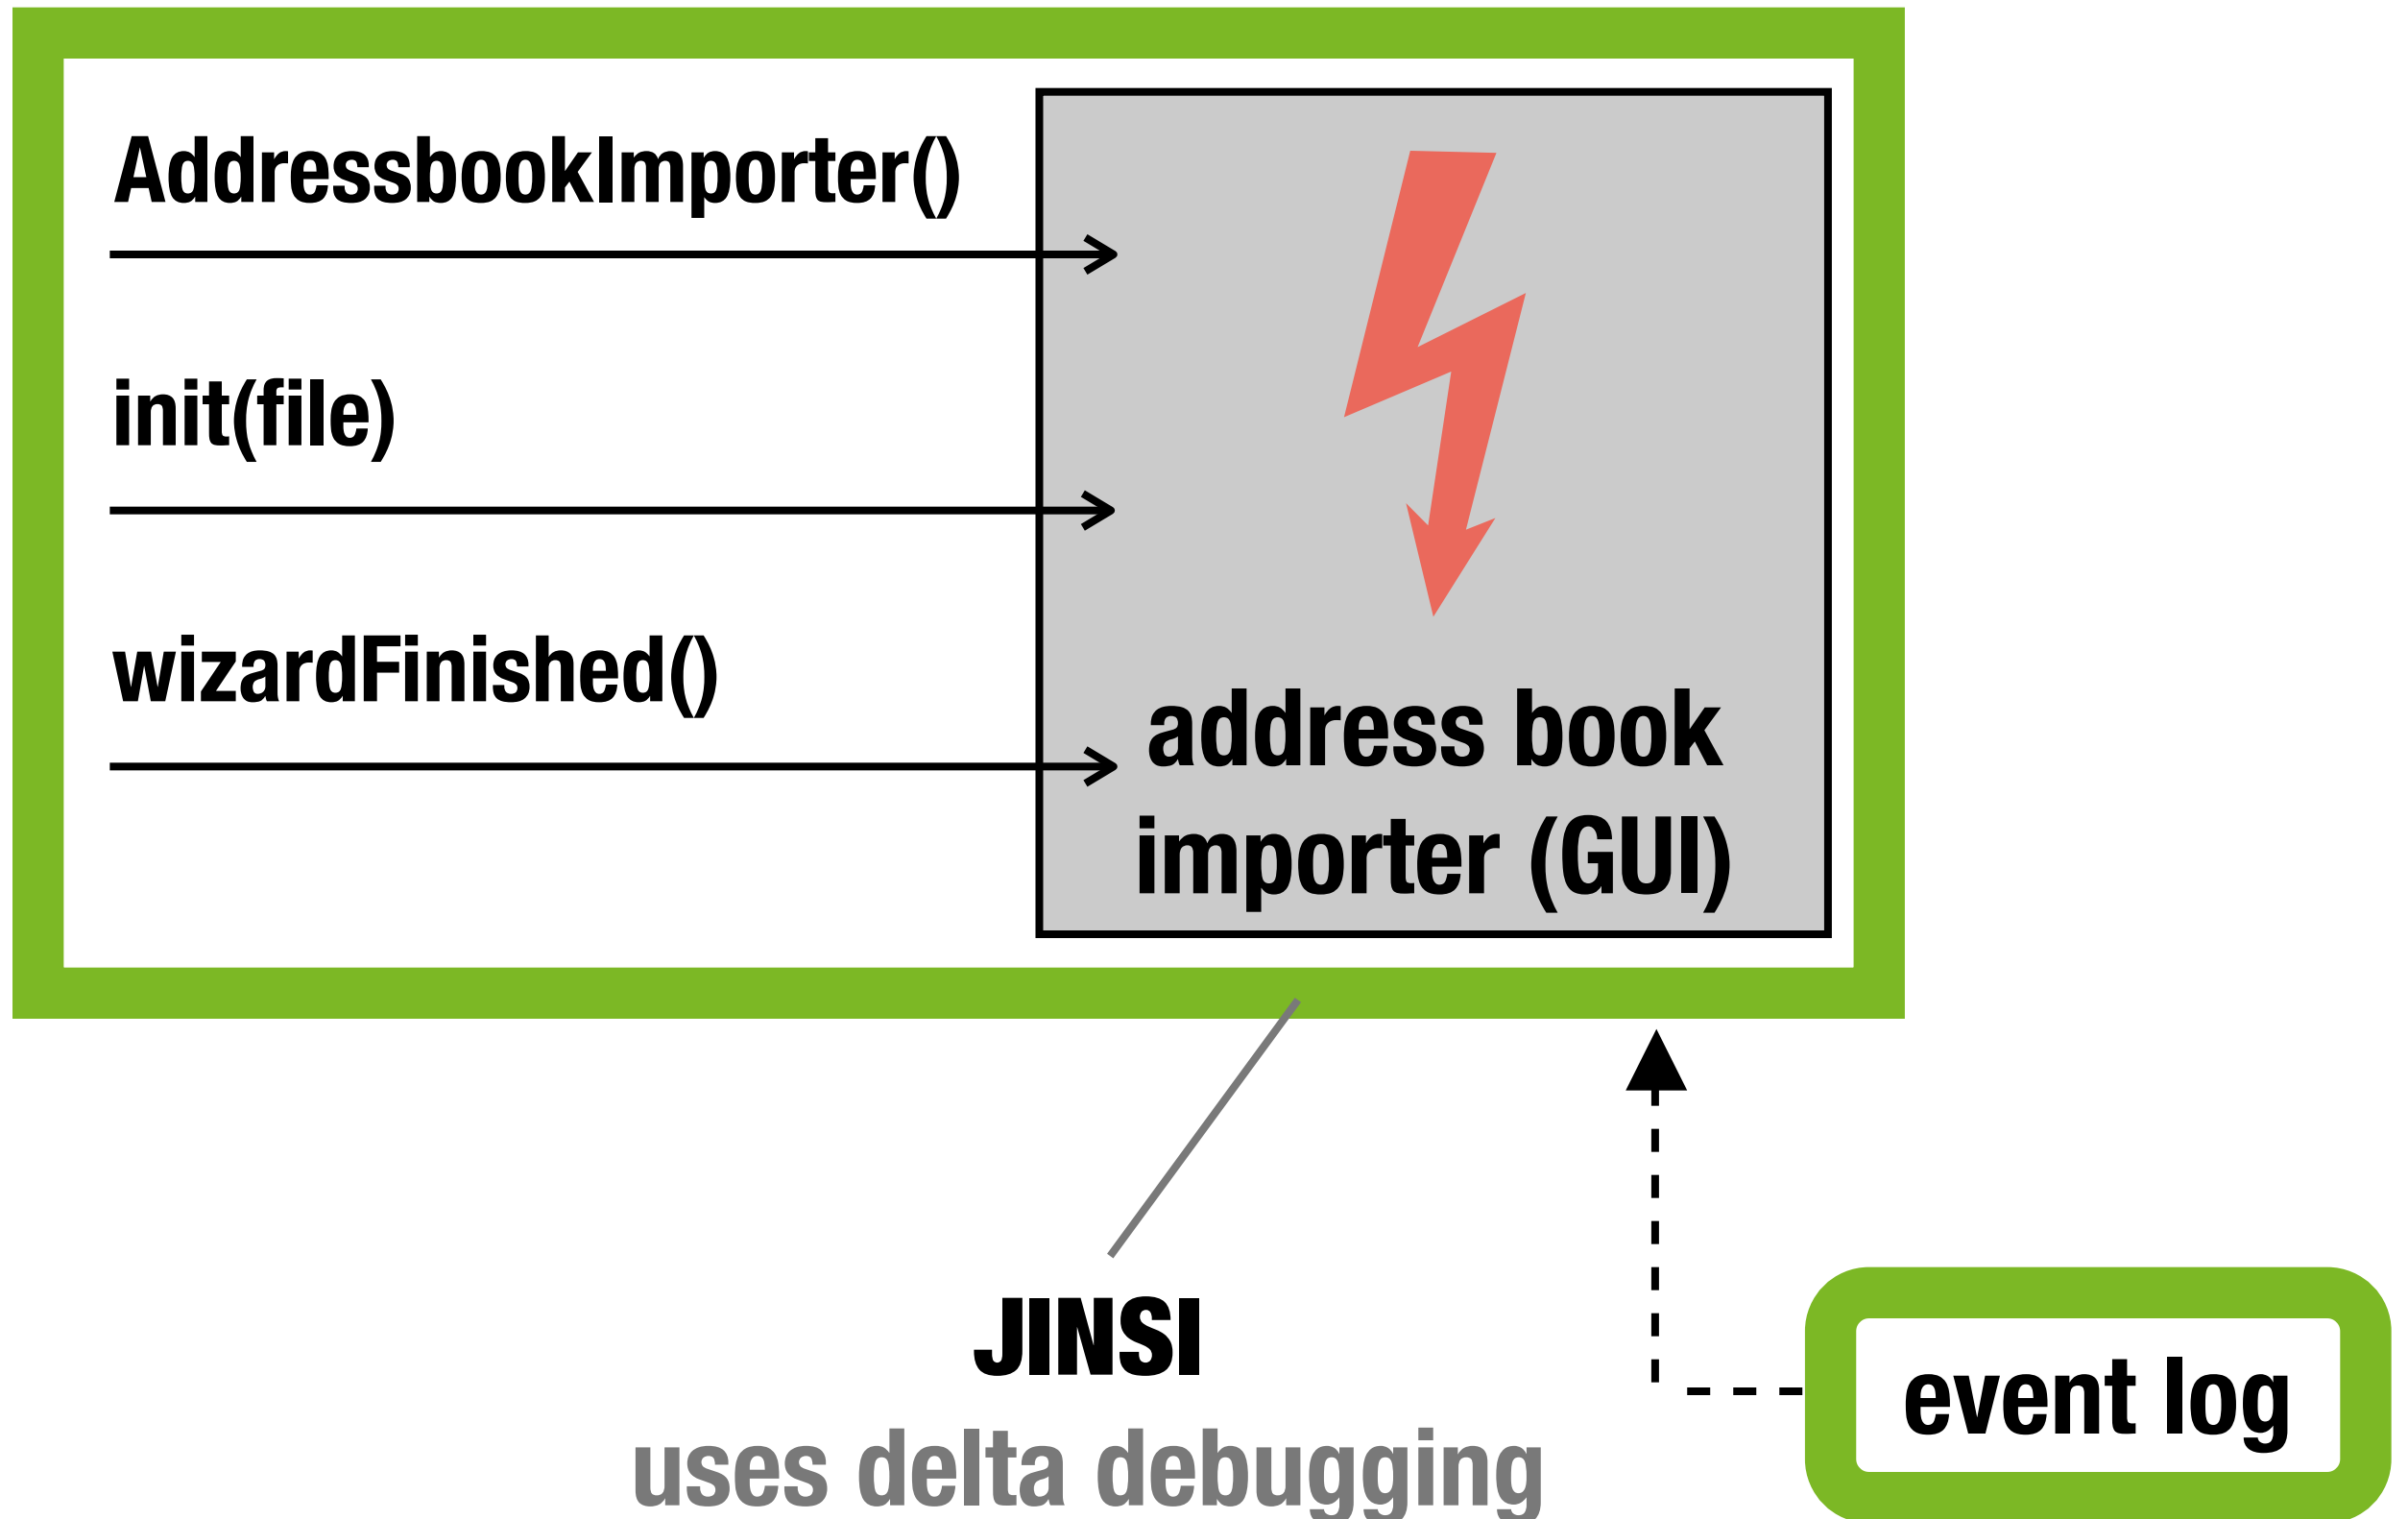 AddressbookImporter()
init(file)
wizardFinished()
address book
importer (GUI)
JINSI
uses delta debugging
event log